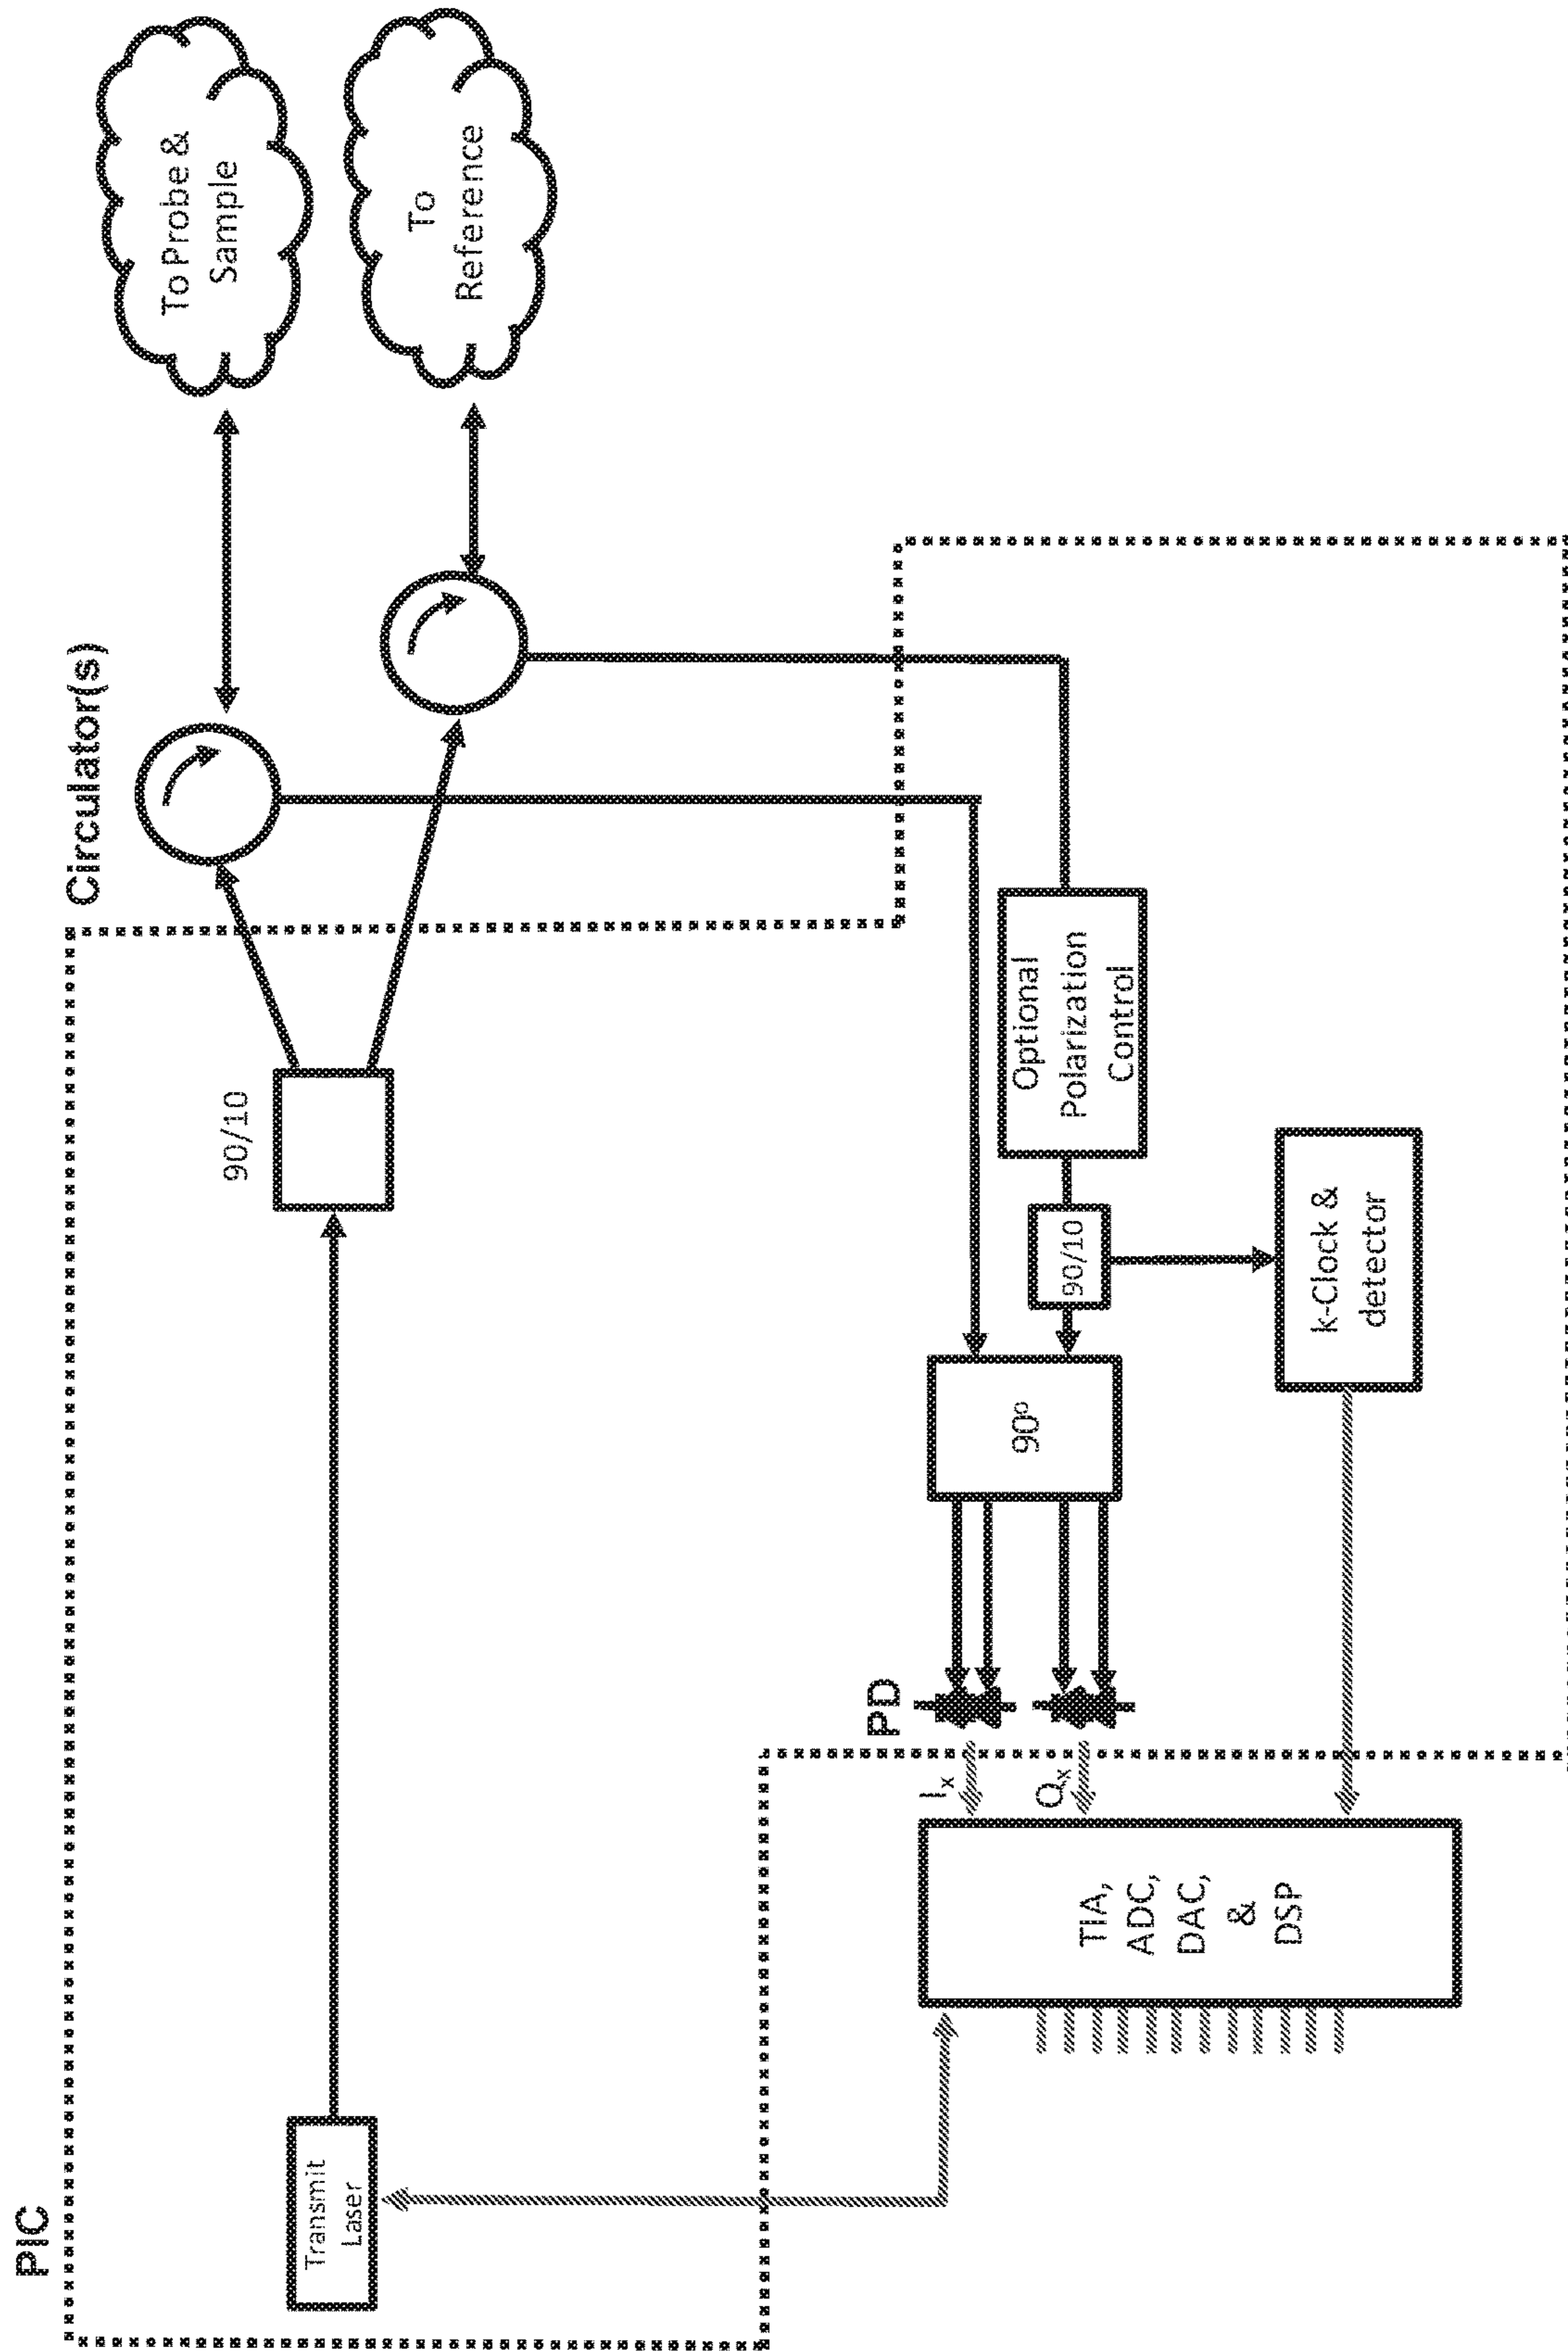 PIC
Transmit
Laser
90/10
Circulator(s)
To Probe &
Sample
To
Reference
PD
Iₓ
Qₓ
90°
90/10
Optional
Polarization
Control
k-Clock &
detector
TIA,
ADC,
DAC,
&
DSP